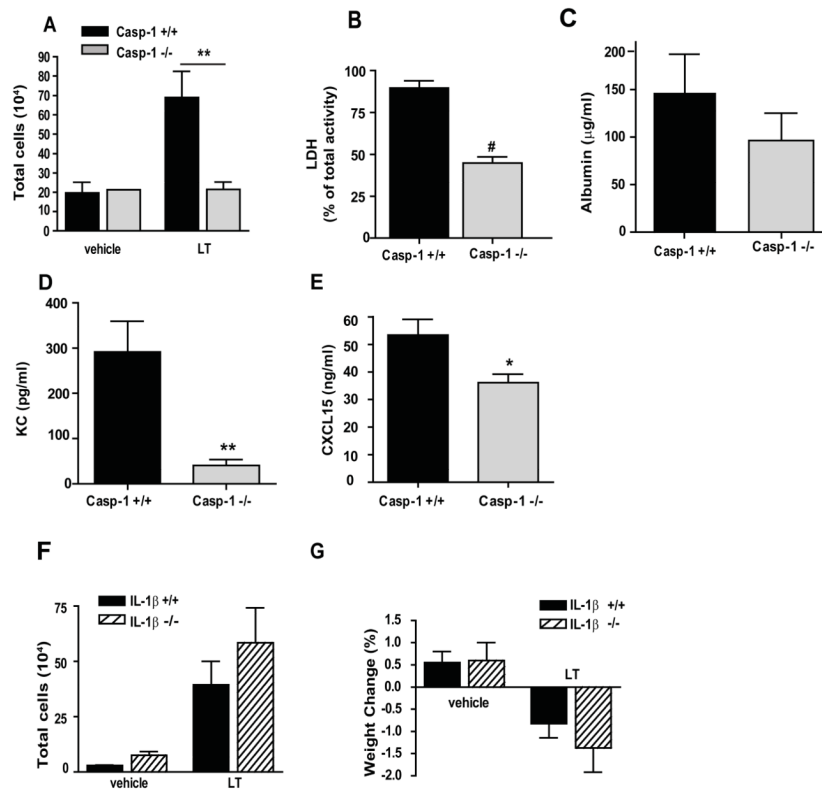 A
Casp-1 +/+
Casp-1 -/-
**
Total cells (10⁴)
90
80
70
60
50
40
30
20
10
0
vehicle
LT
B
LDH
(% of total activity)
100
75
50
25
0
#
Casp-1 +/+
Casp-1 -/-
C
Albumin (μg/ml)
200
150
100
50
0
Casp-1 +/+
Casp-1 -/-
D
KC (pg/ml)
400
300
200
100
0
**
Casp-1 +/+
Casp-1 -/-
E
CXCL15 (ng/ml)
60
50
40
30
20
10
0
*
Casp-1 +/+
Casp-1 -/-
F
IL-1β +/+
IL-1β -/-
Total cells (10⁴)
75
50
25
0
vehicle
LT
G
IL-1β +/+
IL-1β -/-
Weight Change (%)
1.5
1.0
0.5
0.0
-0.5
-1.0
-1.5
-2.0
LT
vehicle